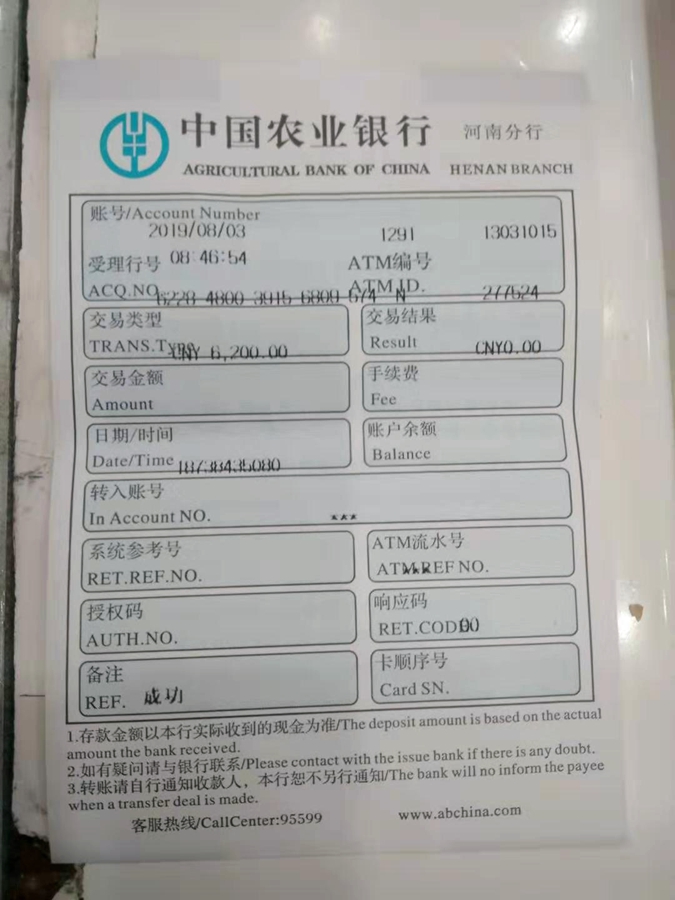 中国农业银行 河南分行
AGRICULTURAL BANK OF CHINA HENAN BRANCH
账号/Account Number
2019/08/03 1291 13031015
受理行号 08:46:54 ATM编号
ACQ.NO. ATM.ID.
6228 4800 3915 6809 574 N 277524
交易类型 交易结果
TRANS.Type Result
CNY 6,200.00 CNY0.00
交易金额 手续费
Amount Fee
日期/时间 账户余额
Date/Time Balance
18738435080
转入账号
In Account NO. ***
系统参考号 ATM流水号
RET.REF.NO. ATM.REF NO.
***
授权码 响应码
AUTH.NO. RET.CODE 00
备注 卡顺序号
REF. 成功 Card SN.
1.存款金额以本行实际收到的现金为准/The deposit amount is based on the actual
amount the bank received.
2.如有疑问请与银行联系/Please contact with the issue bank if there is any doubt.
3.转账请自行通知收款人，本行恕不另行通知/The bank will no inform the payee
when a transfer deal is made.
客服热线/CallCenter:95599 www.abchina.com